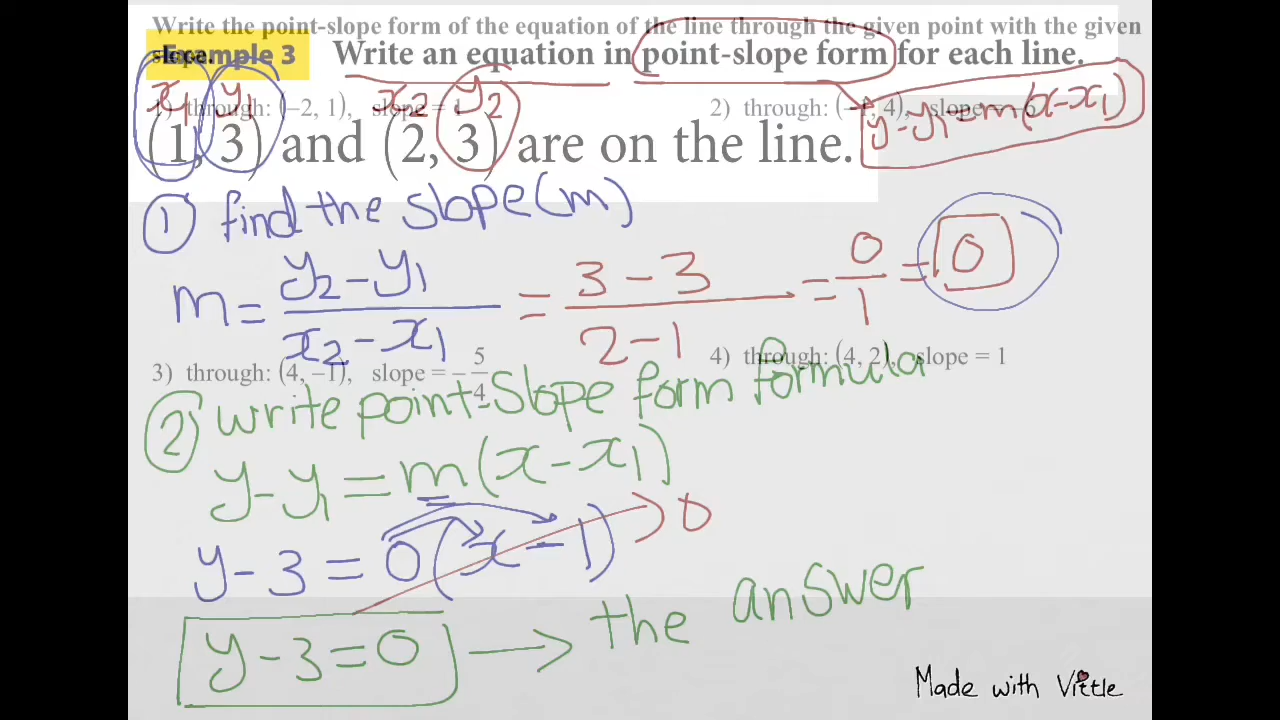 Write the point-slope form of the equation of the line through the given point with the given
slope.
Example 3 Write an equation in point-slope form for each line.
x1 y1 x2 y2
1) through: (−2, 1), slope = 1
2) through: (−1, 4), slope = −6
y-y1=m(x-x1)
(1, 3) and (2, 3) are on the line.
① find the slope(m)
m = y2-y1 / x2-x1 = 3-3 / 2-1 = 0/1 = 0
3) through: (4, −1), slope = −5/4
4) through: (4, 2), slope = 1
② write point-slope form formula
y-y1 = m(x-x1)
y-3 = 0(x-1) 0
y-3=0 → the answer
Made with Vittle